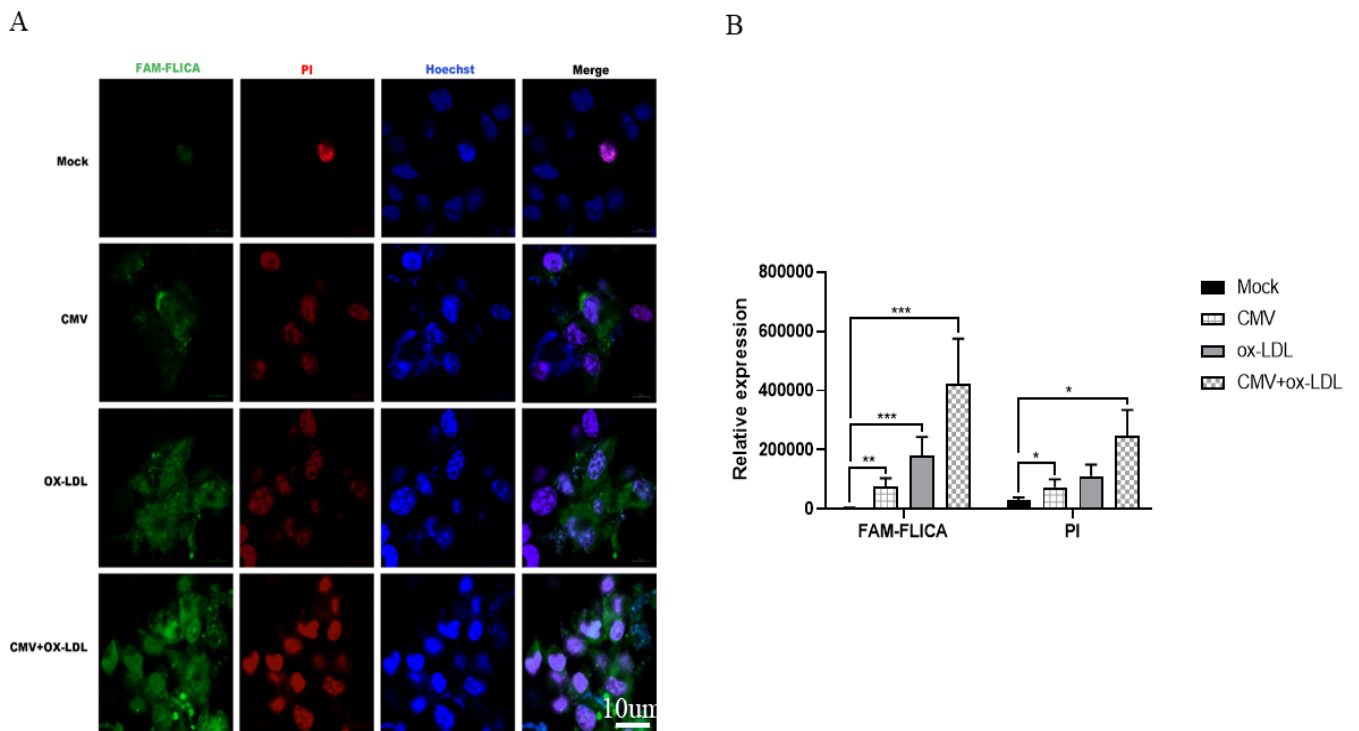 A
B
FAM-FLICA PI Hoechst Merge
Mock
CMV
OX-LDL
CMV+OX-LDL
10um
Relative expression
800000
600000
400000
200000
0
*** 
***
**
*
*
FAM-FLICA PI
Mock
CMV
ox-LDL
CMV+ox-LDL